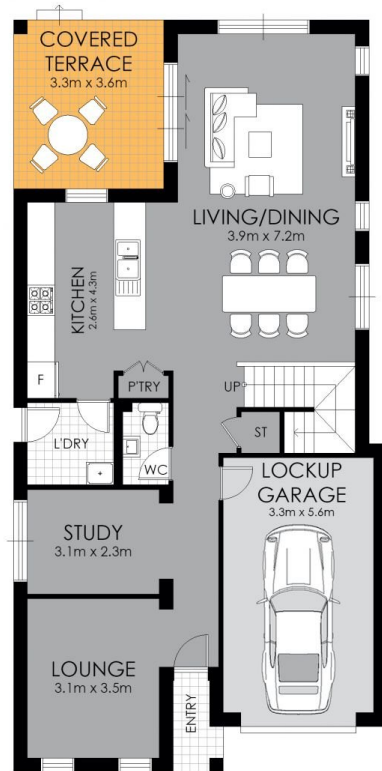 COVERED
TERRACE
3.3m x 3.6m
LIVING/DINING
3.9m x 7.2m
KITCHEN
2.6m x 4.3m
F
P'TRY
UP
L'DRY
WC
ST
LOCKUP
GARAGE
3.3m x 5.6m
STUDY
3.1m x 2.3m
LOUNGE
3.1m x 3.5m
ENTRY